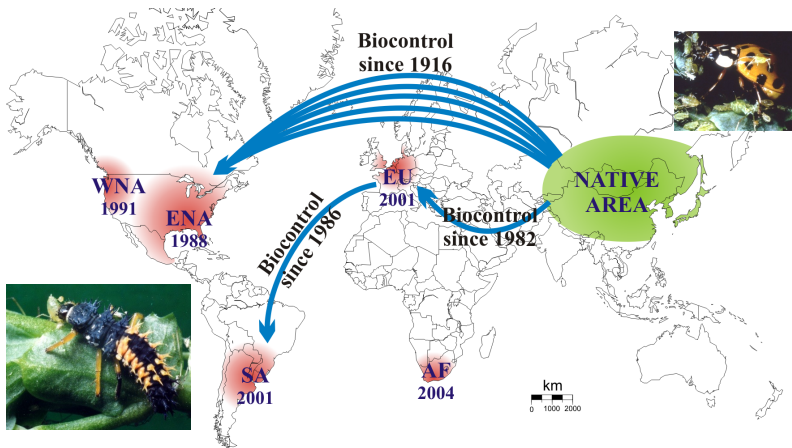 Biocontrol
since 1916
WNA
1991
ENA
1988
EU
2001
NATIVE
AREA
Biocontrol
since 1982
Biocontrol
since 1986
SA
2001
AF
2004
km
0 1000 2000